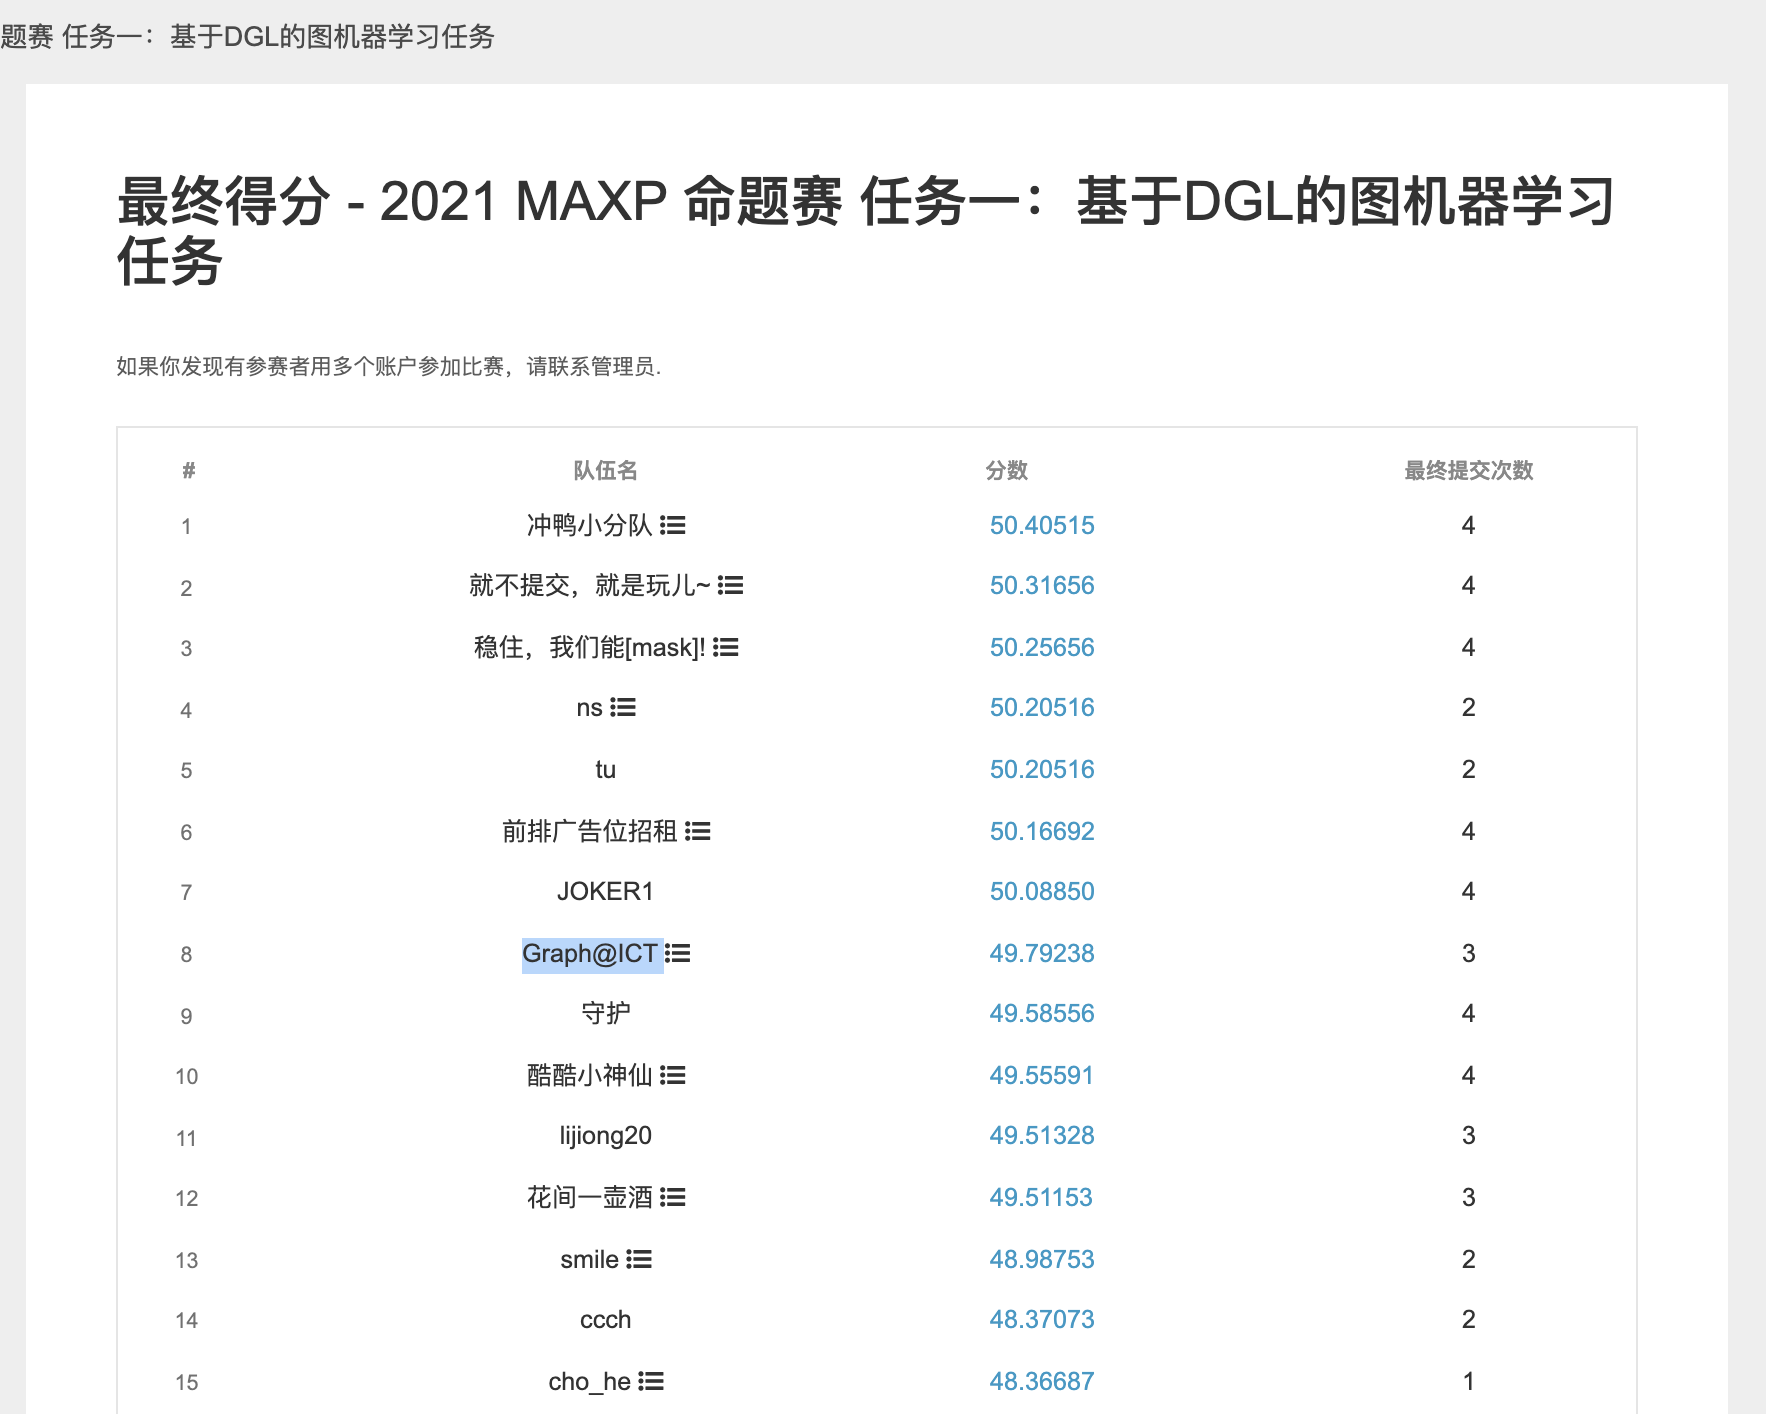 题赛 任务一：基于DGL的图机器学习任务
最终得分 - 2021 MAXP 命题赛 任务一：基于DGL的图机器学习
任务
如果你发现有参赛者用多个账户参加比赛，请联系管理员.
# 队伍名 分数 最终提交次数
1 冲鸭小分队 50.40515 4
2 就不提交，就是玩儿~ 50.31656 4
3 稳住，我们能[mask]! 50.25656 4
4 ns 50.20516 2
5 tu 50.20516 2
6 前排广告位招租 50.16692 4
7 JOKER1 50.08850 4
8 Graph@ICT 49.79238 3
9 守护 49.58556 4
10 酷酷小神仙 49.55591 4
11 lijiong20 49.51328 3
12 花间一壶酒 49.51153 3
13 smile 48.98753 2
14 ccch 48.37073 2
15 cho_he 48.36687 1